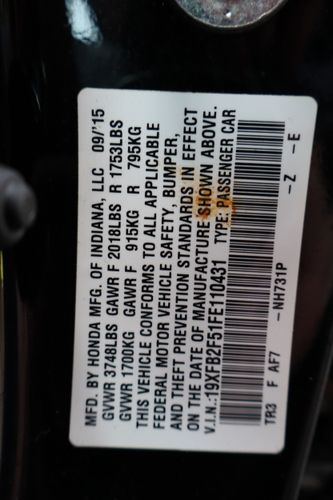 MFD. BY HONDA MFG. OF INDIANA, LLC 09/'15
GVWR 3748LBS GAWR F 2018LBS R 1753LBS
GVWR 1700KG GAWR F 915KG R 795KG
THIS VEHICLE CONFORMS TO ALL APPLICABLE
FEDERAL MOTOR VEHICLE SAFETY, BUMPER,
AND THEFT PREVENTION STANDARDS IN EFFECT
ON THE DATE OF MANUFACTURE SHOWN ABOVE.
V.I.N.:19XFB2F51FE110431 TYPE: PASSENGER CAR
TR3 F AF7 -NH731P -Z -E